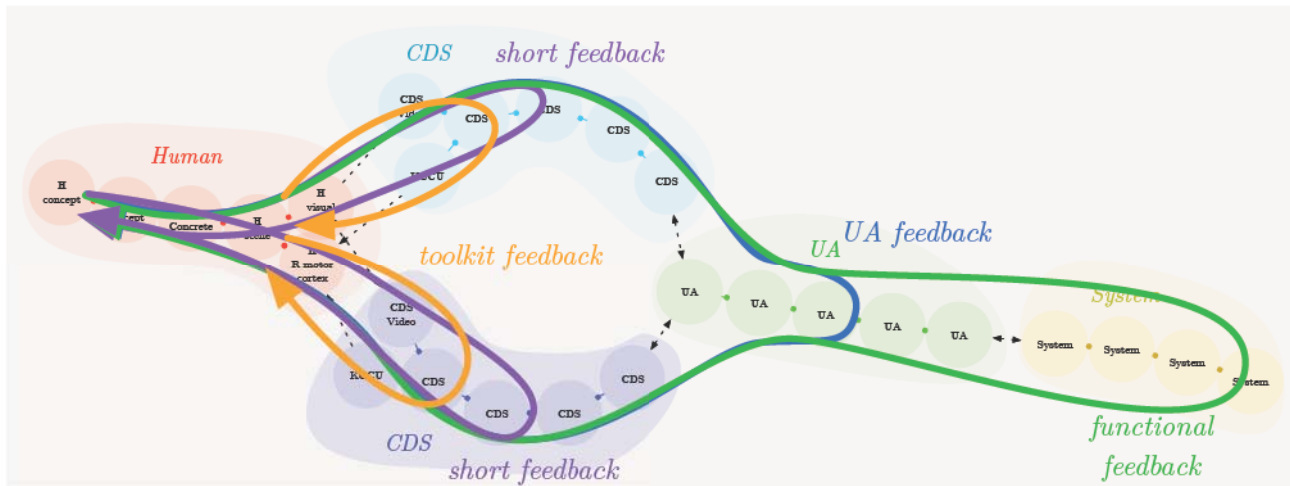 CDS
short feedback
CDS
CDS
CDS
CDS
CDS
Human
H
concept
Concrete
H
H
visual
R motor
cortex
toolkit feedback
UA
UA feedback
UA
UA
UA
UA
UA
System
System
System
System
System
CDS
Video
CDS
CDS
CDS
CDS
CDS
short feedback
functional
feedback